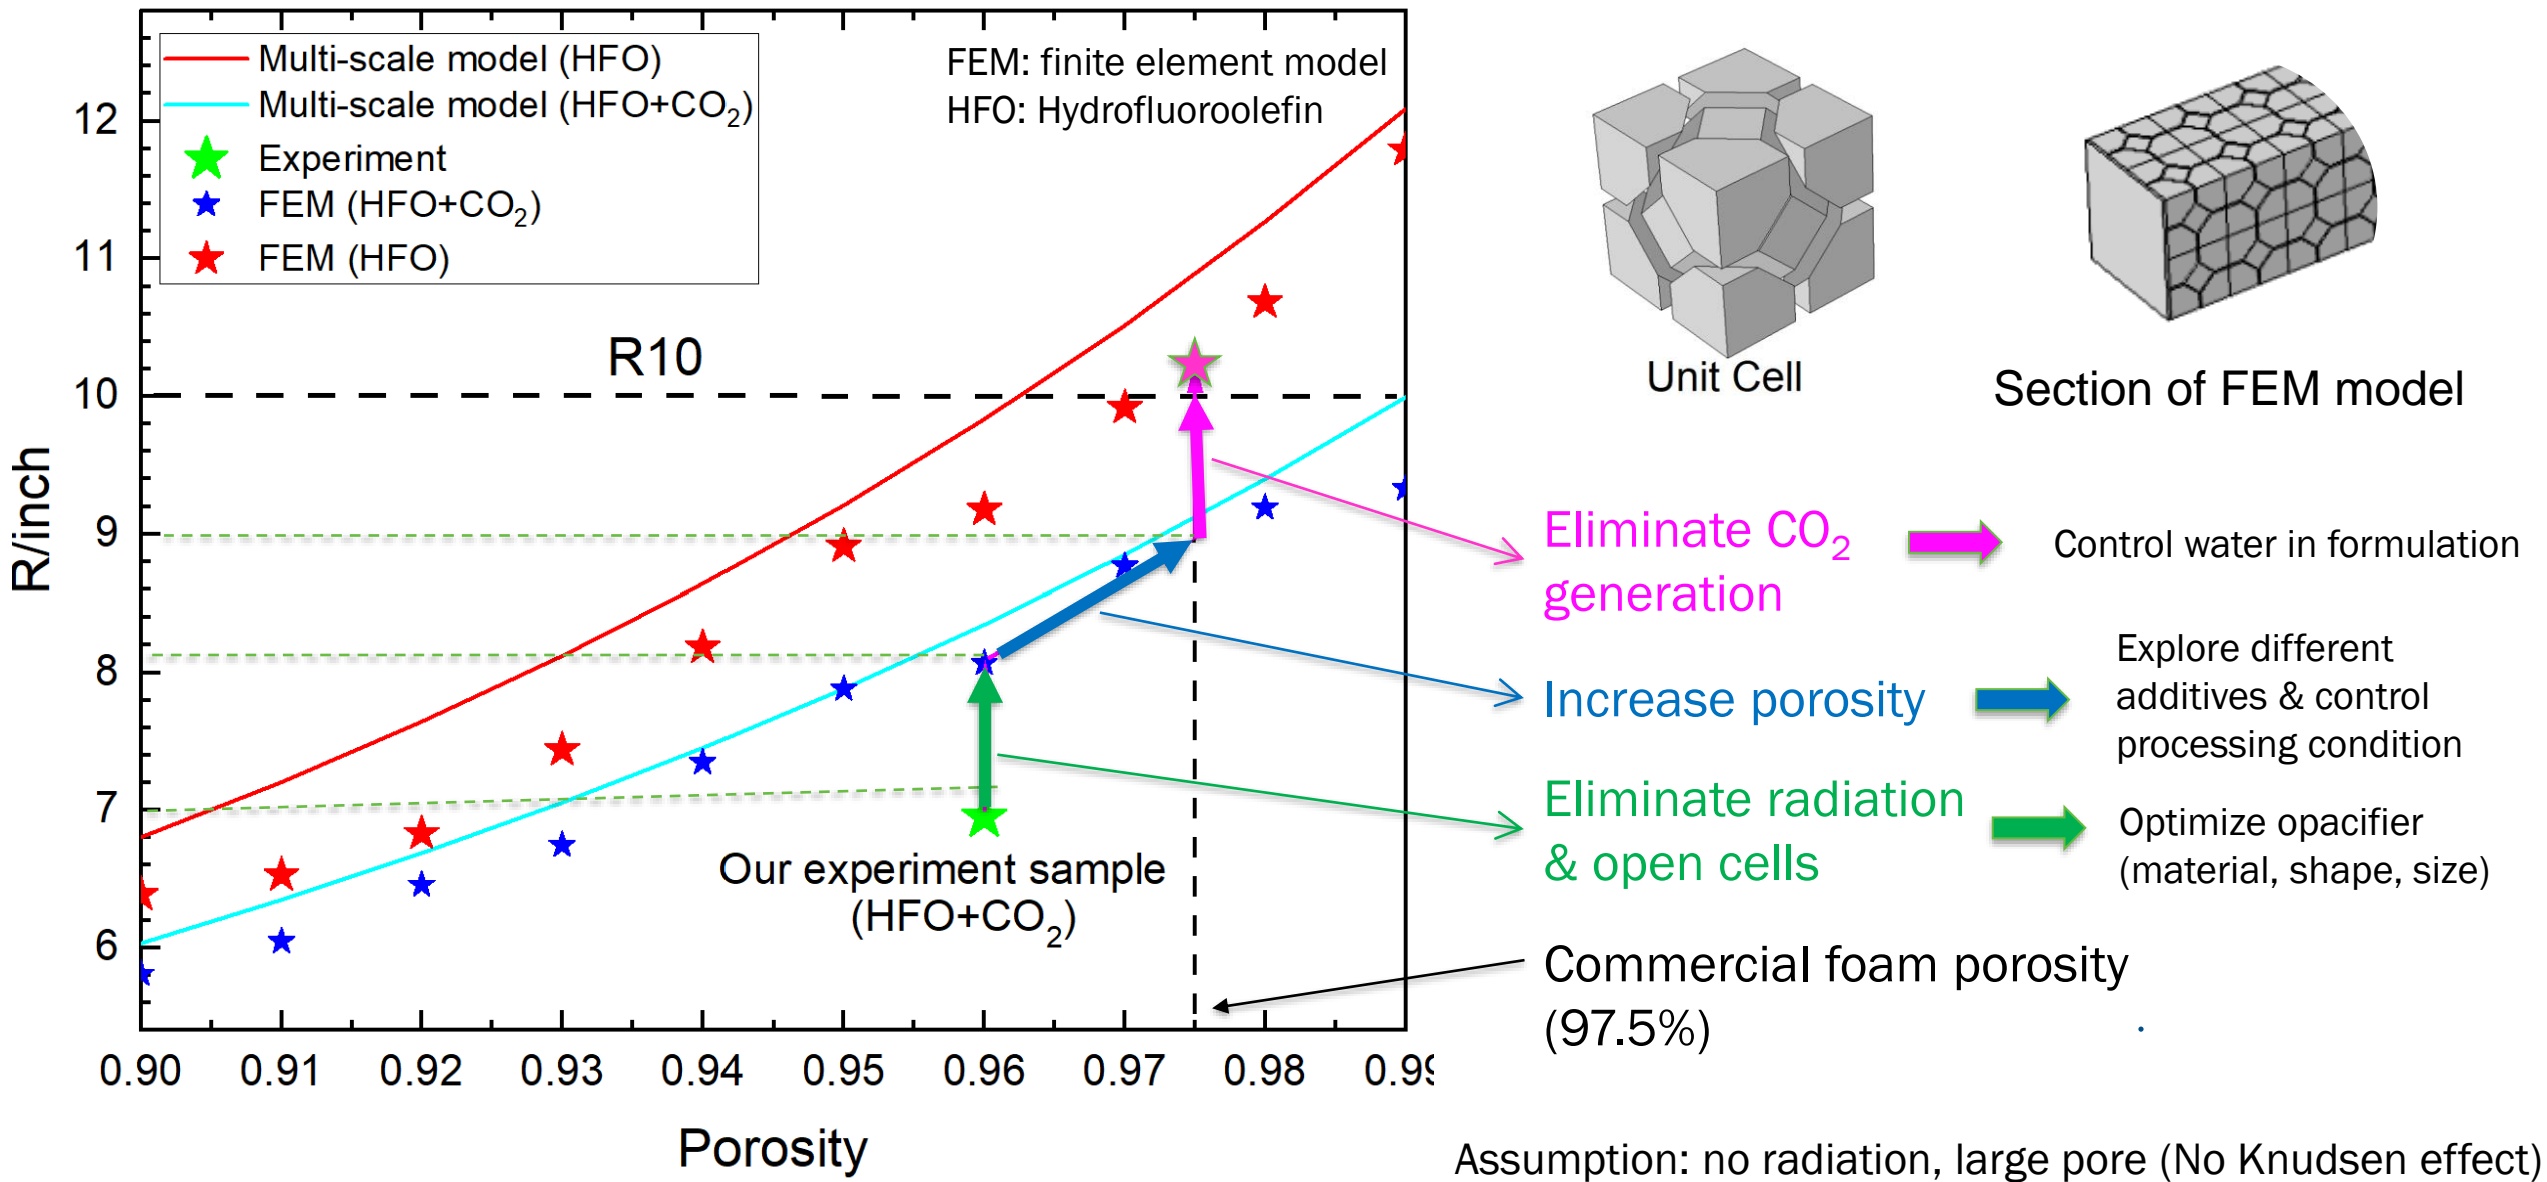 Multi-scale model (HFO)
Multi-scale model (HFO+CO₂)
Experiment
FEM (HFO+CO₂)
FEM (HFO)
FEM: finite element model
HFO: Hydrofluoroolefin
R10
12
11
10
9
8
7
6
R/inch
Our experiment sample
(HFO+CO₂)
0.90
0.91
0.92
0.93
0.94
0.95
0.96
0.97
0.98
0.99
Porosity
Unit Cell
Section of FEM model
Eliminate CO₂
generation
Control water in formulation
Increase porosity
Explore different
additives & control
processing condition
Eliminate radiation
& open cells
Optimize opacifier
(material, shape, size)
Commercial foam porosity
(97.5%)
Assumption: no radiation, large pore (No Knudsen effect)